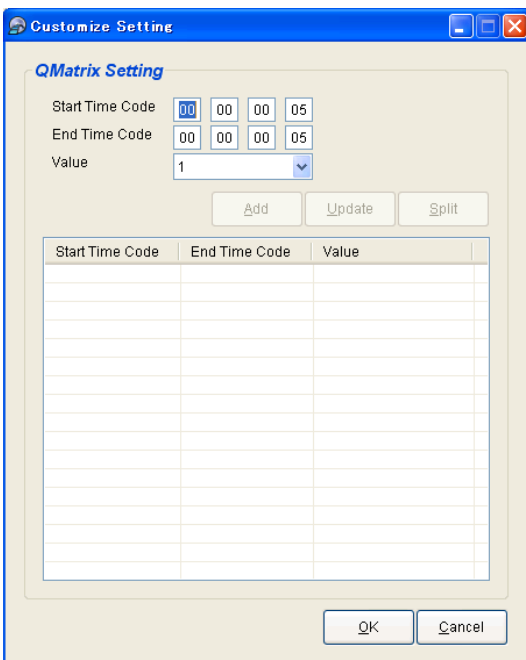 Customize Setting
QMatrix Setting
Start Time Code 00 00 00 05
End Time Code 00 00 00 05
Value 1
Add Update Split
Start Time Code End Time Code Value
OK Cancel